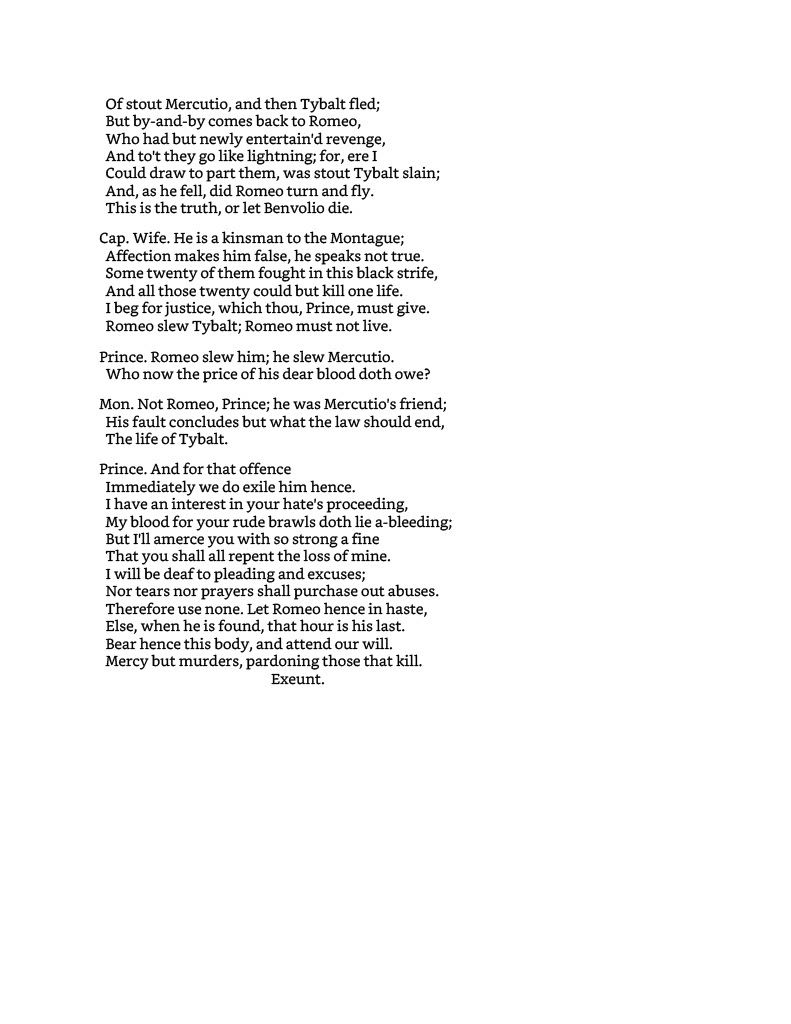 Of stout Mercutio, and then Tybalt fled;
But by-and-by comes back to Romeo,
Who had but newly entertain'd revenge,
And to't they go like lightning; for, ere I
Could draw to part them, was stout Tybalt slain;
And, as he fell, did Romeo turn and fly.
This is the truth, or let Benvolio die.
Cap. Wife. He is a kinsman to the Montague;
Affection makes him false, he speaks not true.
Some twenty of them fought in this black strife,
And all those twenty could but kill one life.
I beg for justice, which thou, Prince, must give.
Romeo slew Tybalt; Romeo must not live.
Prince. Romeo slew him; he slew Mercutio.
Who now the price of his dear blood doth owe?
Mon. Not Romeo, Prince; he was Mercutio's friend;
His fault concludes but what the law should end,
The life of Tybalt.
Prince. And for that offence
Immediately we do exile him hence.
I have an interest in your hate's proceeding,
My blood for your rude brawls doth lie a-bleeding;
But I'll amerce you with so strong a fine
That you shall all repent the loss of mine.
I will be deaf to pleading and excuses;
Nor tears nor prayers shall purchase out abuses.
Therefore use none. Let Romeo hence in haste,
Else, when he is found, that hour is his last.
Bear hence this body, and attend our will.
Mercy but murders, pardoning those that kill.
Exeunt.